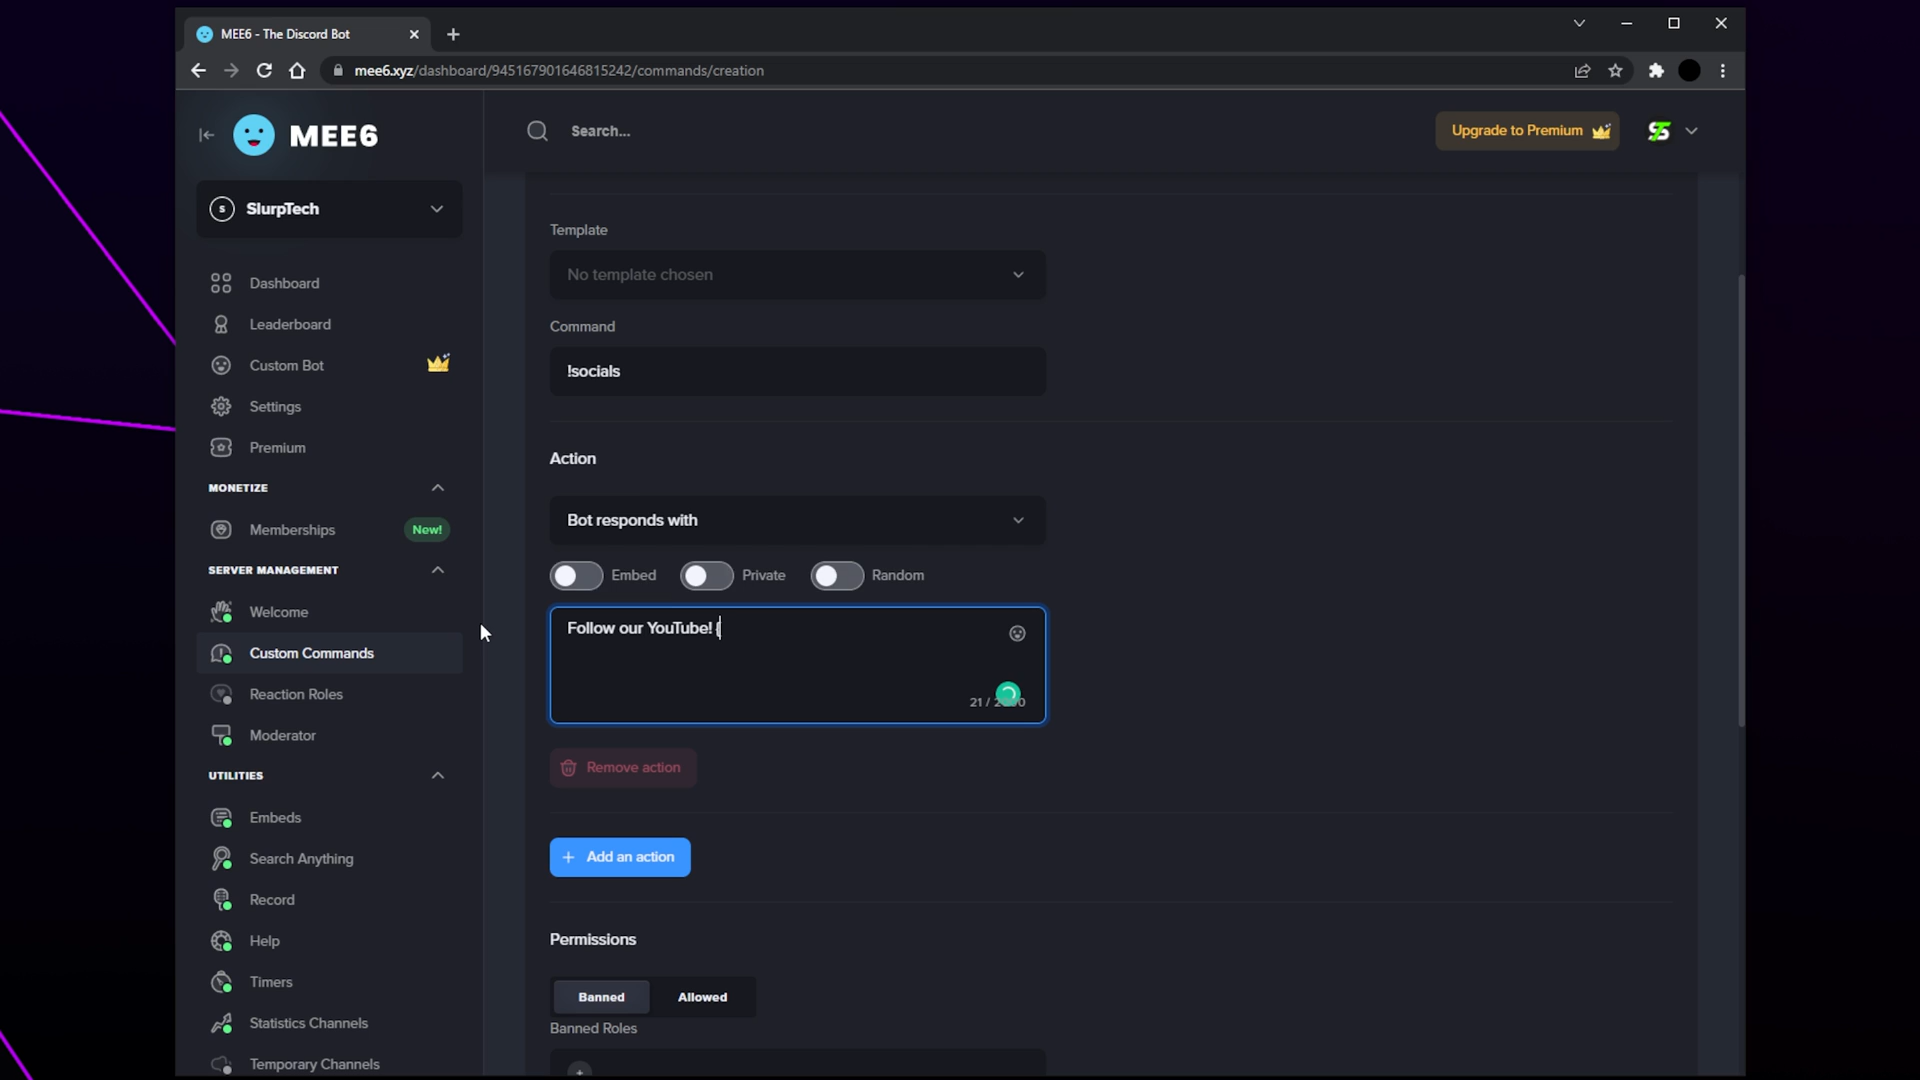 MEE6 - The Discord Bot
mee6.xyz/dashboard/945167901646815242/commands/creation
MEE6
Search...
Upgrade to Premium
S SlurpTech
Dashboard
Leaderboard
Custom Bot
Settings
Premium
MONETIZE
Memberships New!
SERVER MANAGEMENT
Welcome
Custom Commands
Reaction Roles
Moderator
UTILITIES
Embeds
Search Anything
Record
Help
Timers
Statistics Channels
Temporary Channels
Template
No template chosen
Command
!socials
Action
Bot responds with
Embed Private Random
Follow our YouTube! {
21 /
Remove action
+ Add an action
Permissions
Banned Allowed
Banned Roles
+